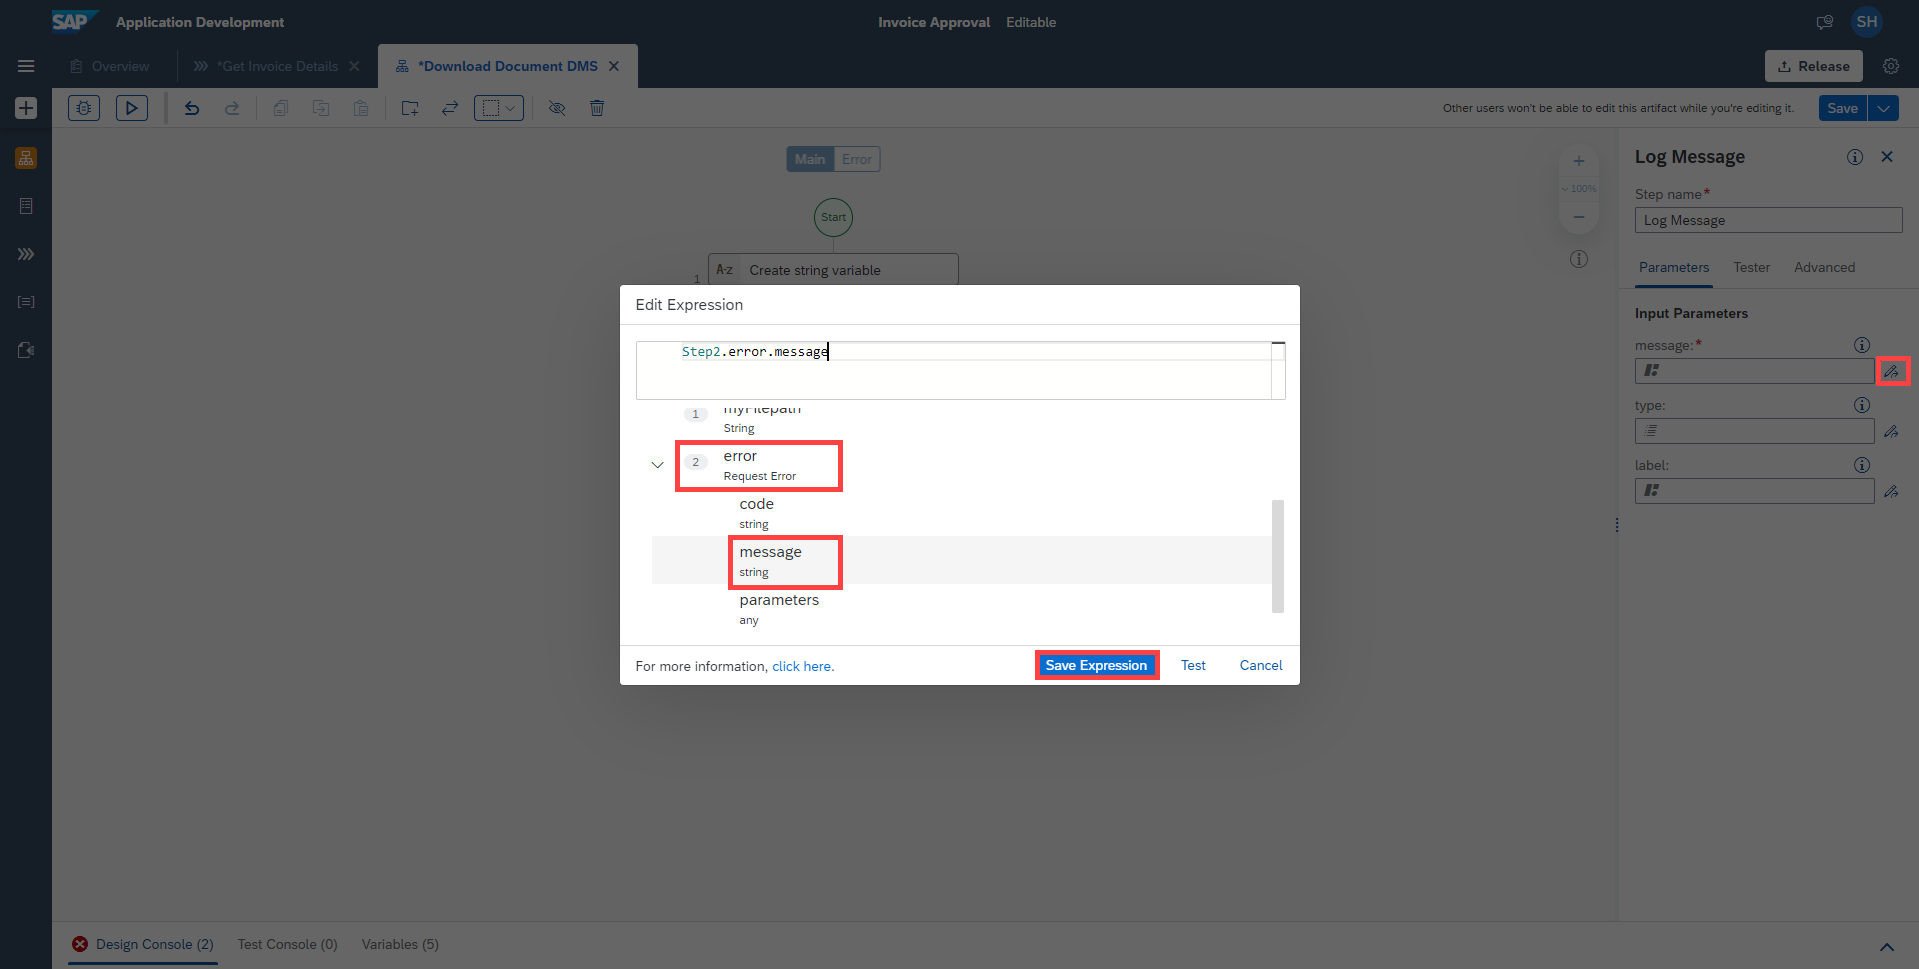 SAP Application Development
Invoice Approval Editable
SH
Overview
*Get Invoice Details
*Download Document DMS
Release
Other users won't be able to edit this artifact while you're editing it.
Save
Main Error
100%
Start
1
A-z Create string variable
Log Message
Step name*
Log Message
Parameters Tester Advanced
Input Parameters
message:*
type:
label:
Edit Expression
Step2.error.message
1 myFilepath
String
2 error
Request Error
code
string
message
string
parameters
any
For more information, click here.
Save Expression Test Cancel
Design Console (2) Test Console (0) Variables (5)